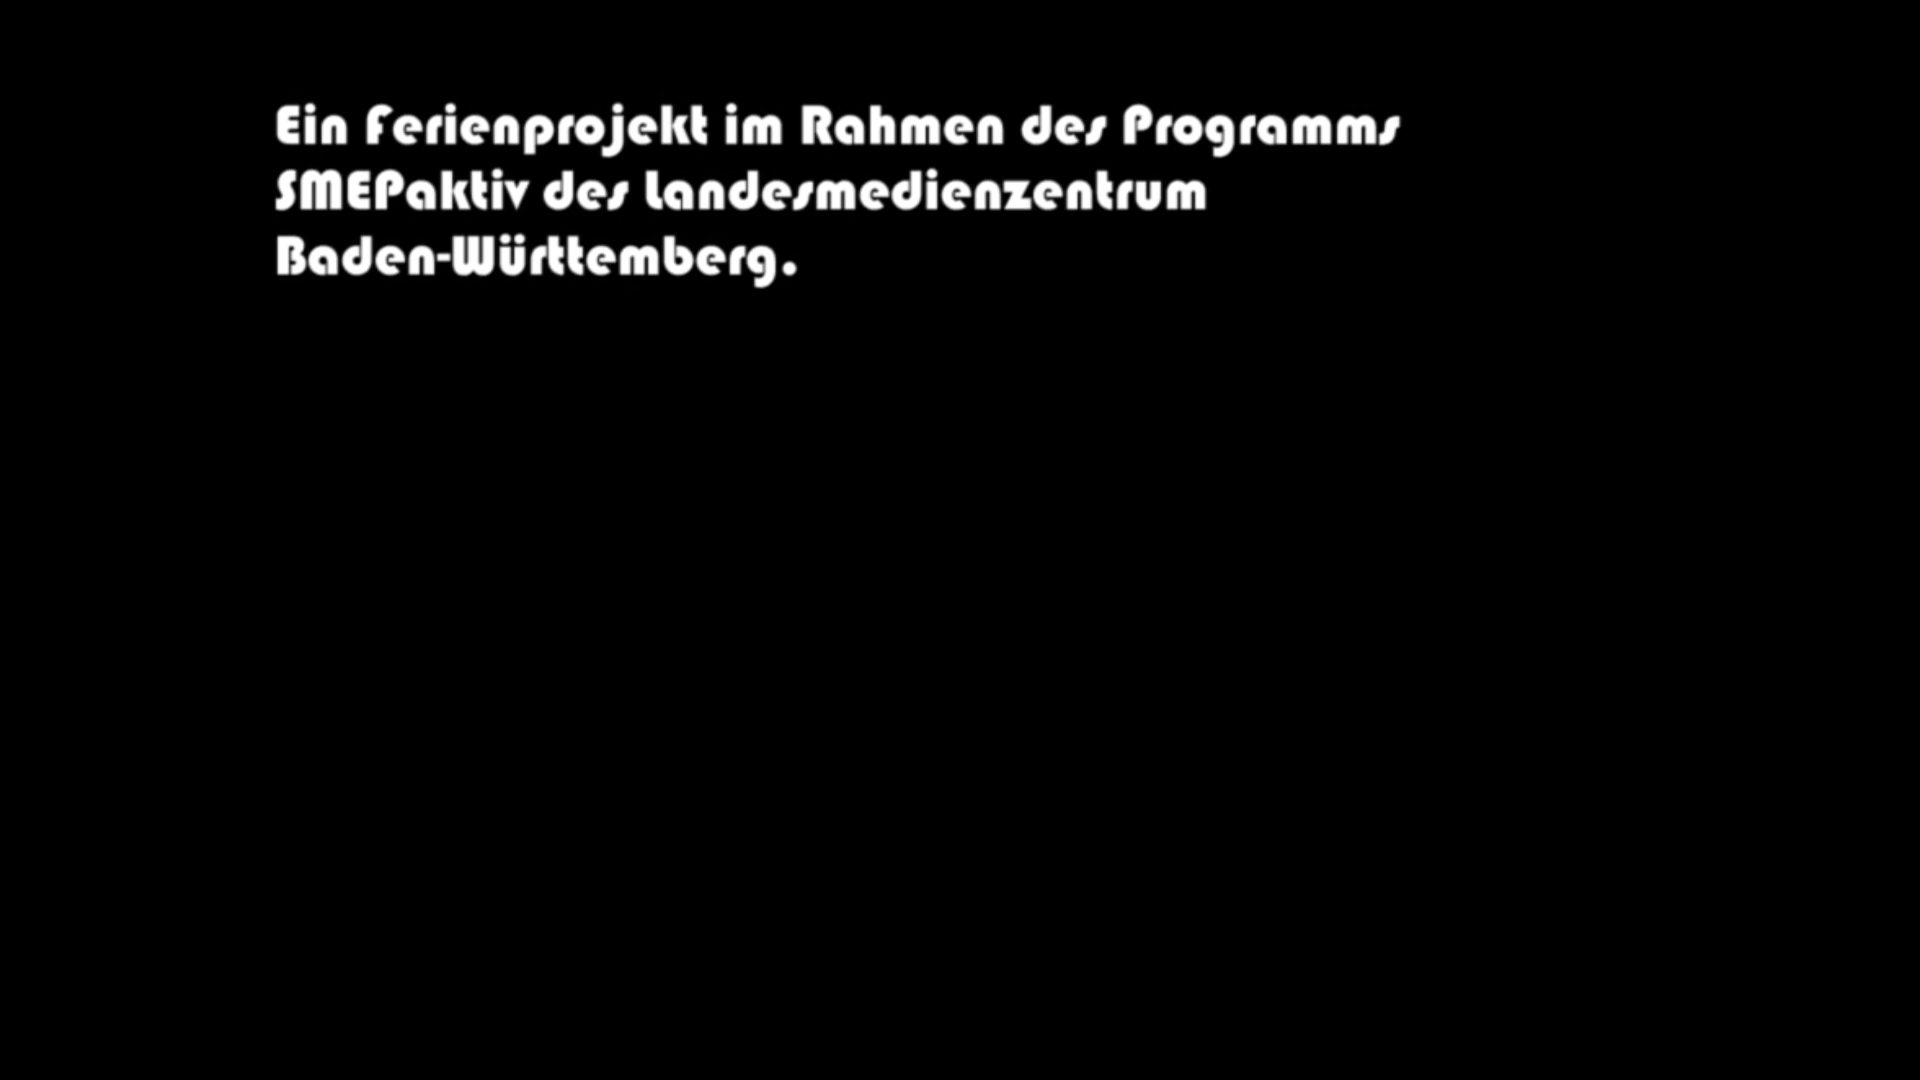 Ein Ferienprojekt im Rahmen des Programms
SMEPaktiv des Landesmedienzentrum
Baden-Württemberg.